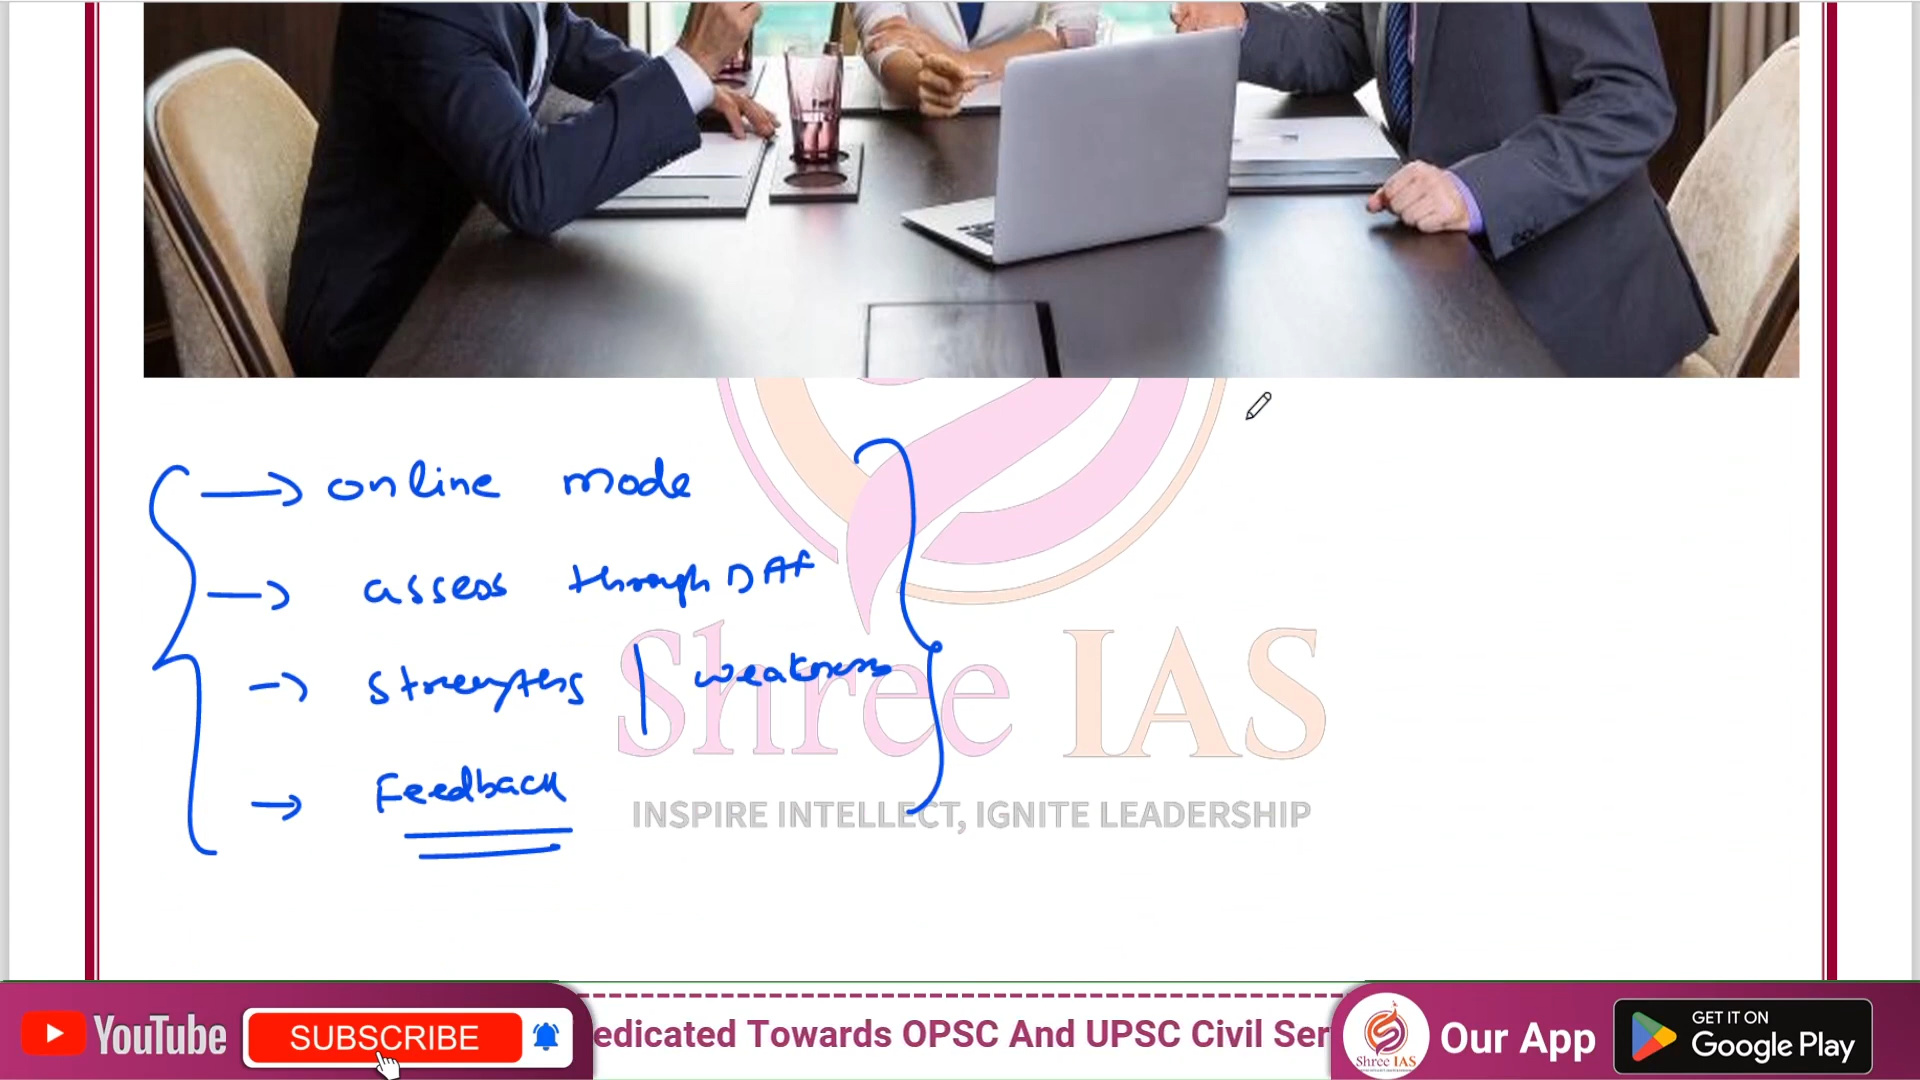 → online mode
→ assess through DAF
→ strengths | weakness
→ Feedback
Shree IAS
INSPIRE INTELLECT, IGNITE LEADERSHIP
YouTube SUBSCRIBE
edicated Towards OPSC And UPSC Civil Ser
Shree IAS
Our App
GET IT ON
Google Play